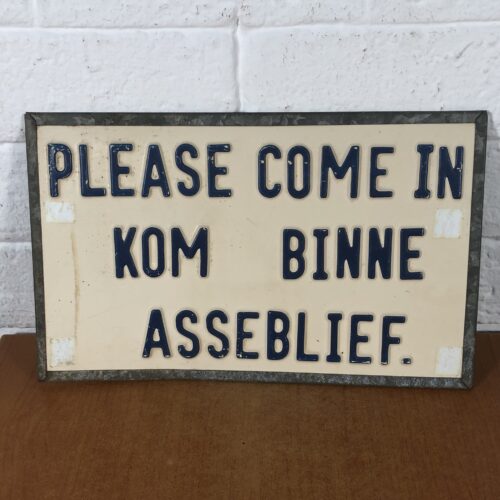 PLEASE COME IN
KOM BINNE
ASSEBLIEF.